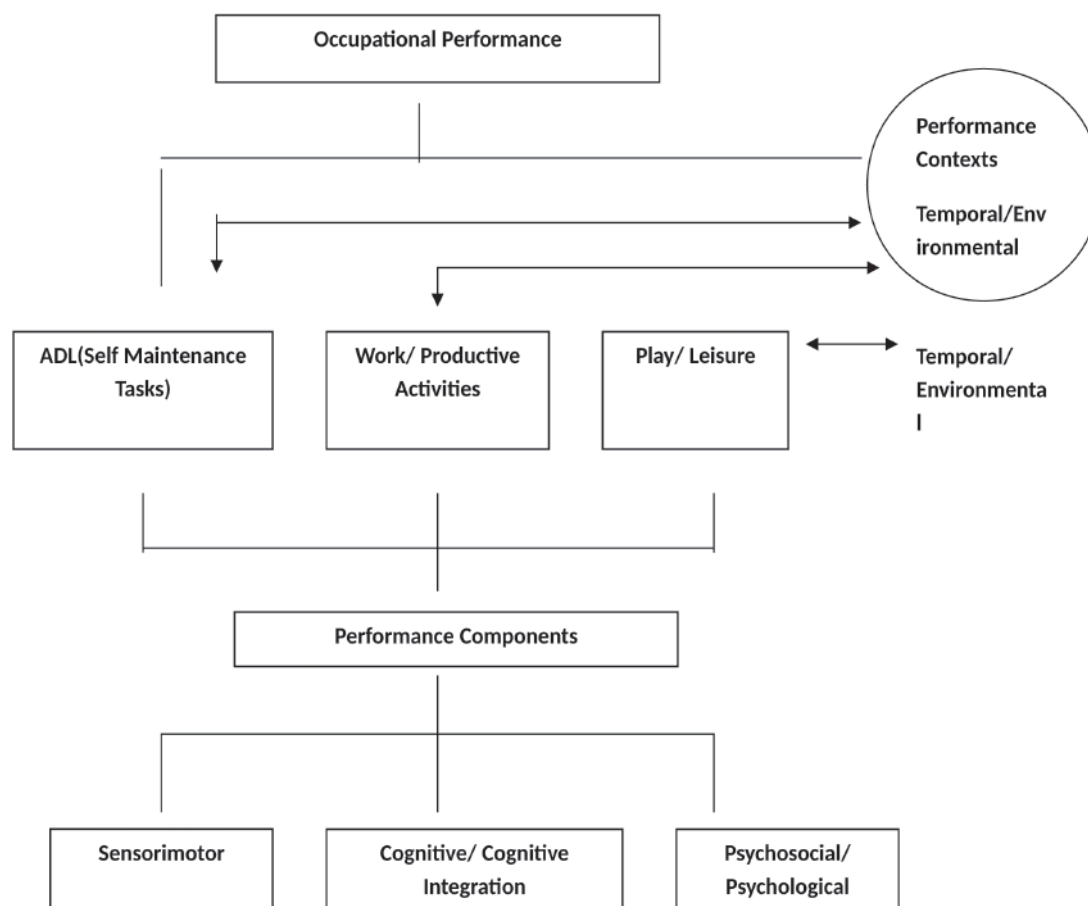 Occupational Performance
Performance
Contexts
Temporal/Env
ironmental
ADL(Self Maintenance
Tasks)
Work/ Productive
Activities
Play/ Leisure
Temporal/
Environmenta
l
Performance Components
Sensorimotor
Cognitive/ Cognitive
Integration
Psychosocial/
Psychological